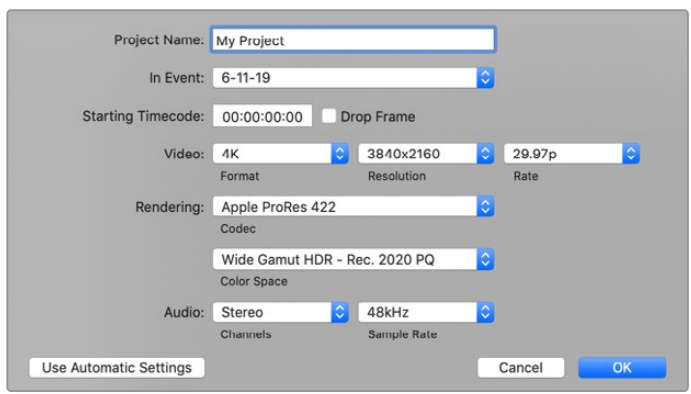 Project Name: My Project
In Event: 6-11-19
Starting Timecode: 00:00:00:00 Drop Frame
Video: 4K 3840x2160 29.97p
Format Resolution Rate
Rendering: Apple ProRes 422
Codec
Wide Gamut HDR - Rec. 2020 PQ
Color Space
Audio: Stereo 48kHz
Channels Sample Rate
Use Automatic Settings Cancel OK